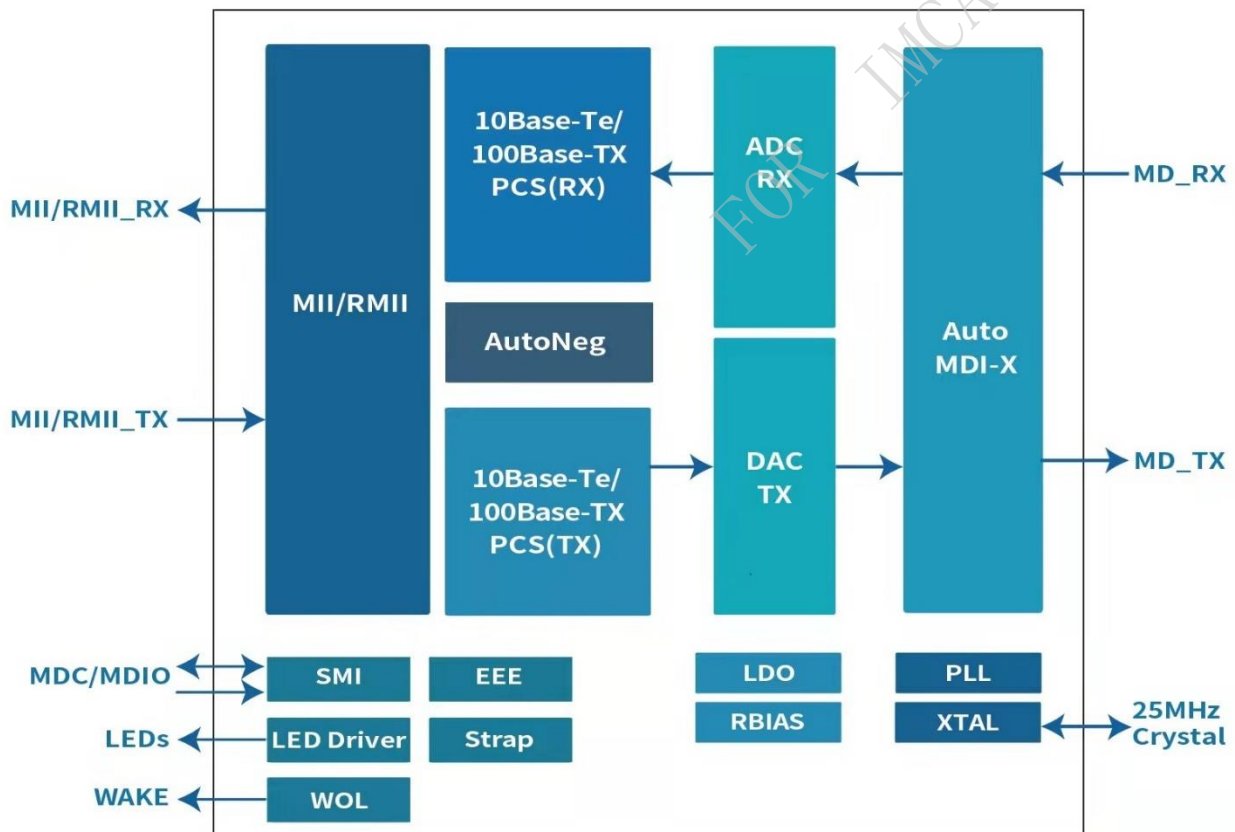 10Base-Te/
100Base-TX
PCS(RX)
ADC
RX
MD_RX
MII/RMII_RX
MII/RMII
AutoNeg
Auto
MDI-X
MII/RMII_TX
10Base-Te/
100Base-TX
PCS(TX)
DAC
TX
MD_TX
MDC/MDIO
SMI
EEE
LDO
PLL
LEDs
LED Driver
Strap
RBIAS
XTAL
25MHz
Crystal
WAKE
WOL
FOR IMCA